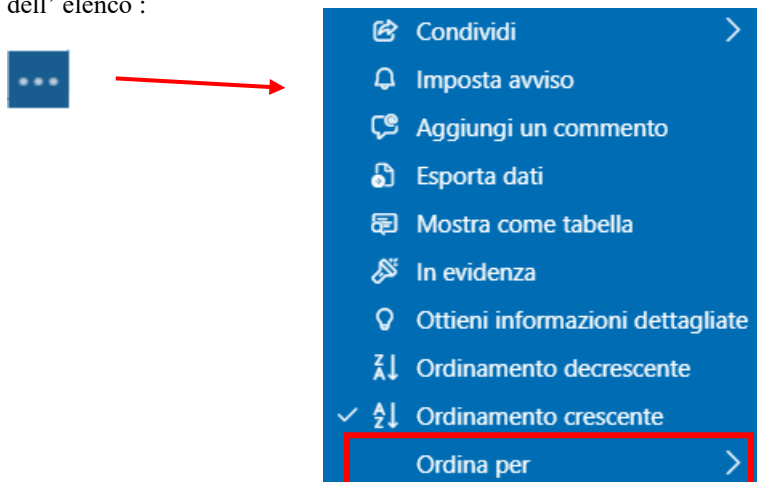 dell' elenco :
Condividi
Imposta avviso
Aggiungi un commento
Esporta dati
Mostra come tabella
In evidenza
Ottieni informazioni dettagliate
Ordinamento decrescente
Ordinamento crescente
Ordina per